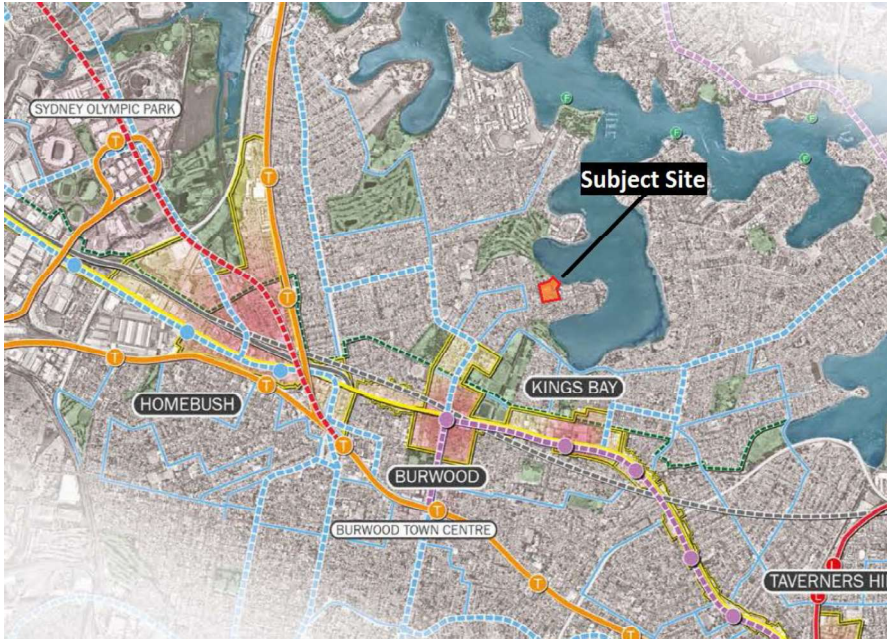 SYDNEY OLYMPIC PARK
T
F
F
F
F
Subject Site
T
T
T
T
T
KINGS BAY
HOMEBUSH
T
BURWOOD
T
BURWOOD TOWN CENTRE
L
TAVERNERS HI
T
L
T